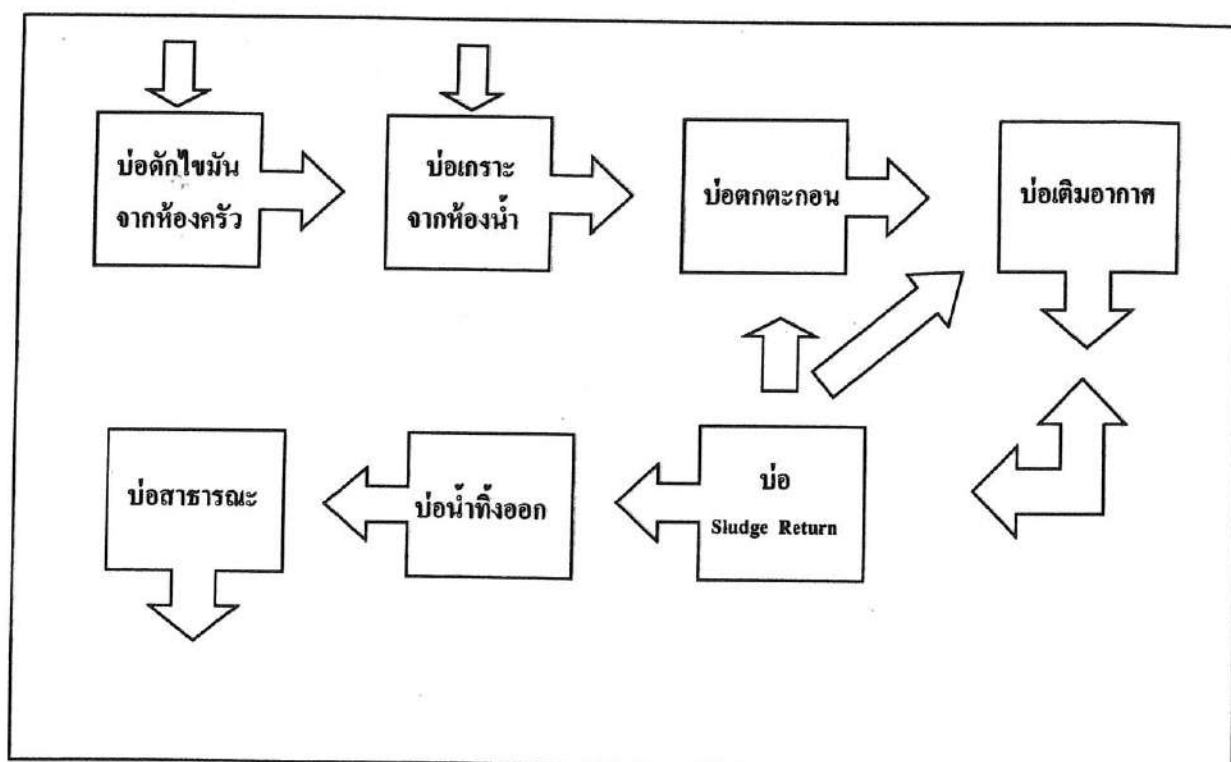 บ่อดักไขมัน
จากห้องครัว
บ่อเกราะ
จากห้องน้ำ
บ่อตกตะกอน
บ่อเติมอากาศ
บ่อสาธารณะ
บ่อน้ำทิ้งออก
บ่อ
Sludge Return